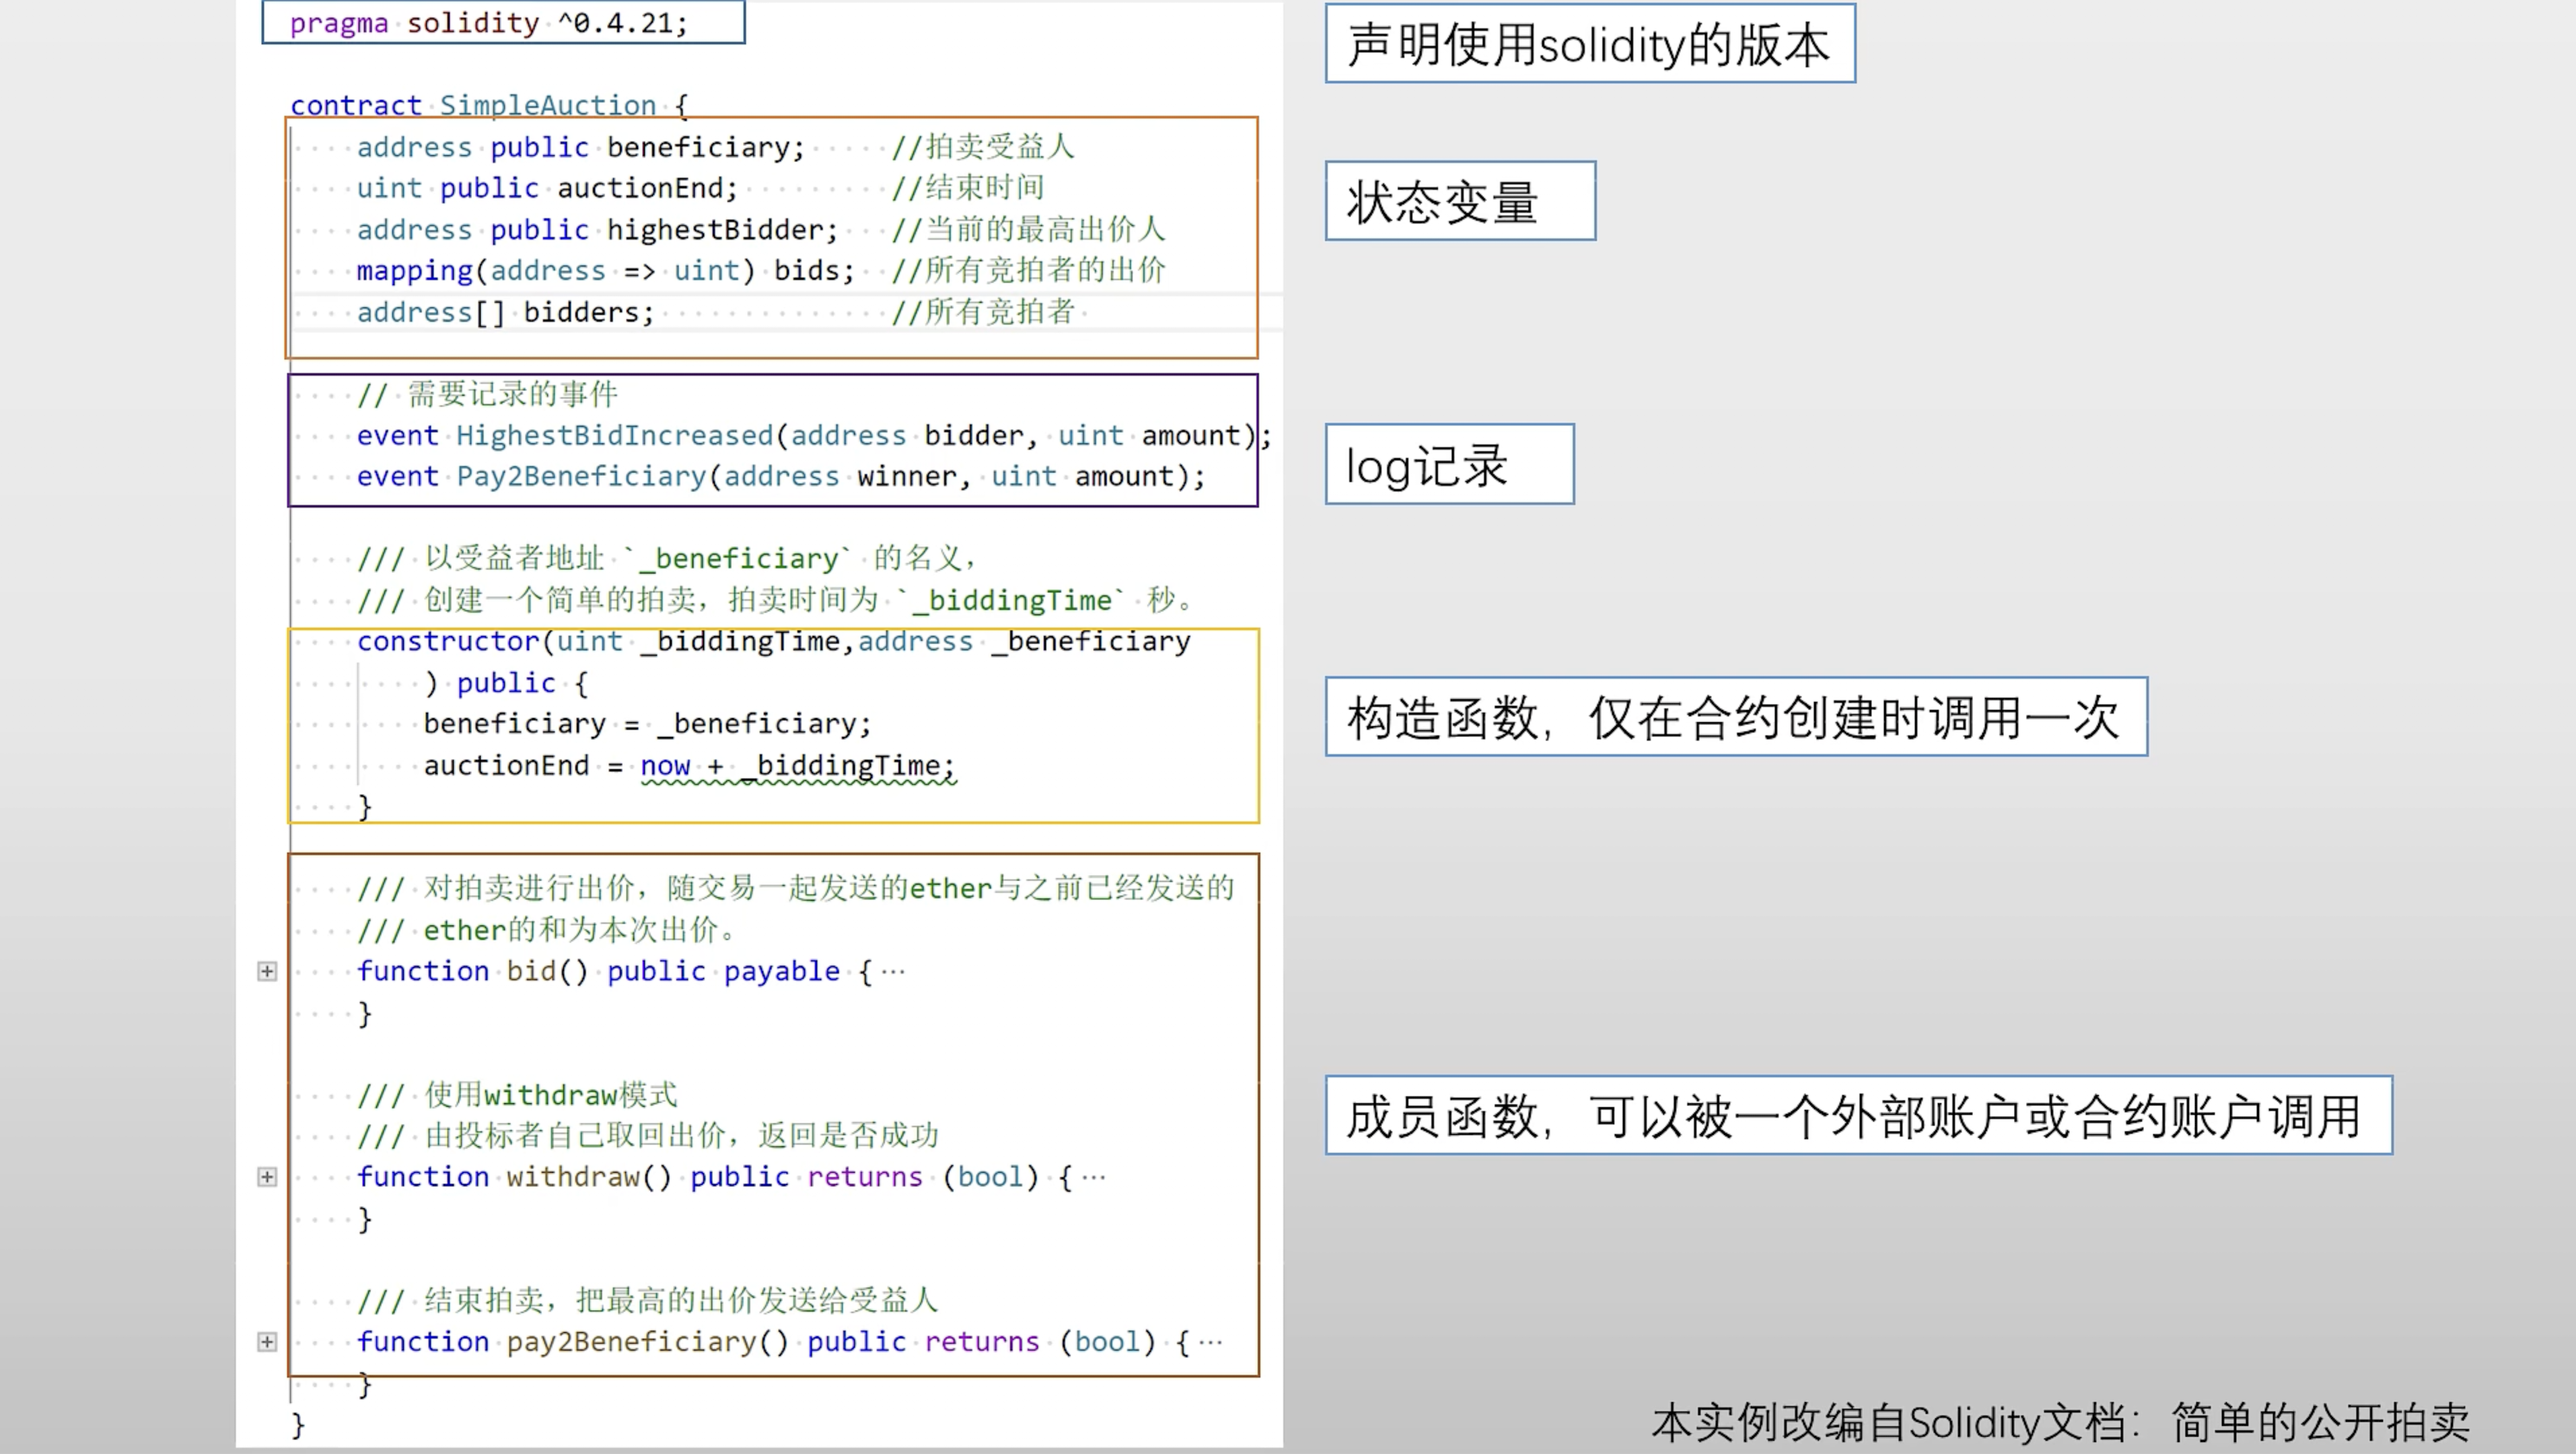 pragma solidity ^0.4.21;
声明使用solidity的版本
contract SimpleAuction {
address public beneficiary; //拍卖受益人
uint public auctionEnd; //结束时间
address public highestBidder; //当前的最高出价人
mapping(address => uint) bids; //所有竞拍者的出价
address[] bidders; //所有竞拍者
状态变量
// 需要记录的事件
event HighestBidIncreased(address bidder, uint amount);
event Pay2Beneficiary(address winner, uint amount);
log记录
/// 以受益者地址 `_beneficiary` 的名义，
/// 创建一个简单的拍卖，拍卖时间为 `_biddingTime` 秒。
constructor(uint _biddingTime,address _beneficiary
) public {
beneficiary = _beneficiary;
auctionEnd = now + _biddingTime;
}
构造函数，仅在合约创建时调用一次
/// 对拍卖进行出价，随交易一起发送的ether与之前已经发送的
/// ether的和为本次出价。
function bid() public payable {···
}
/// 使用withdraw模式
/// 由投标者自己取回出价，返回是否成功
function withdraw() public returns (bool) {···
}
/// 结束拍卖，把最高的出价发送给受益人
function pay2Beneficiary() public returns (bool) {···
}
}
成员函数，可以被一个外部账户或合约账户调用
本实例改编自Solidity文档：简单的公开拍卖